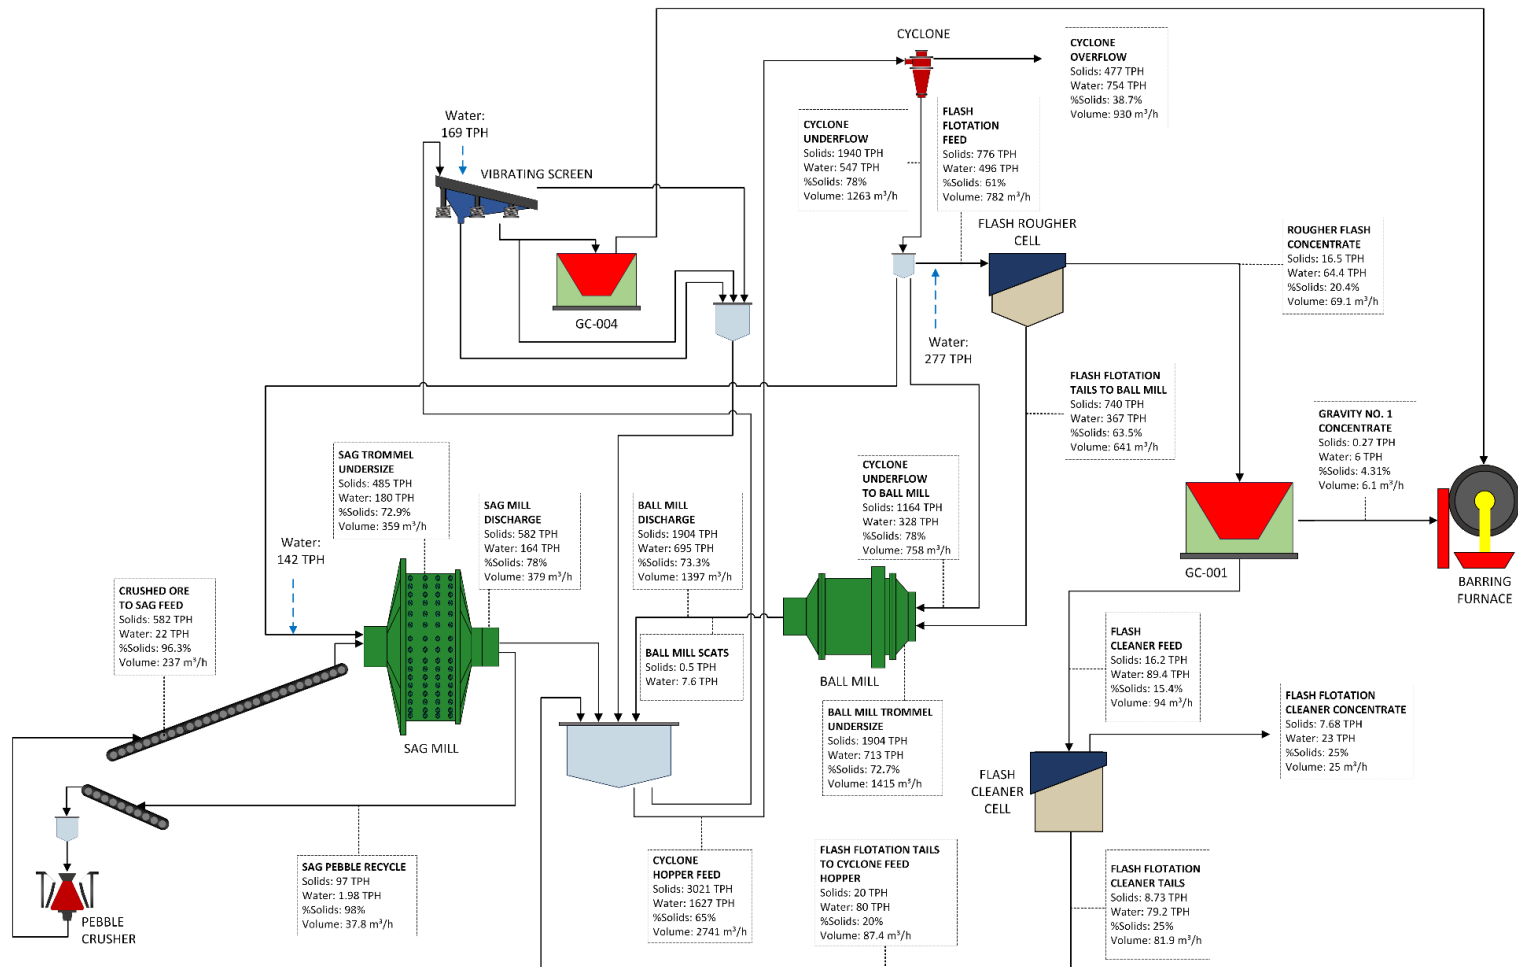 CYCLONE
CYCLONE
OVERFLOW
Solids: 477 TPH
Water: 754 TPH
%Solids: 38.7%
Volume: 930 m³/h
Water:
169 TPH
VIBRATING SCREEN
CYCLONE
UNDERFLOW
Solids: 1940 TPH
Water: 547 TPH
%Solids: 78%
Volume: 1263 m³/h
FLASH
FLOTATION
FEED
Solids: 776 TPH
Water: 496 TPH
%Solids: 61%
Volume: 782 m³/h
FLASH ROUGHER
CELL
ROUGHER FLASH
CONCENTRATE
Solids: 16.5 TPH
Water: 64.4 TPH
%Solids: 20.4%
Volume: 69.1 m³/h
GC-004
Water:
277 TPH
FLASH FLOTATION
TAILS TO BALL MILL
Solids: 740 TPH
Water: 367 TPH
%Solids: 63.5%
Volume: 641 m³/h
GRAVITY NO. 1
CONCENTRATE
Solids: 0.27 TPH
Water: 6 TPH
%Solids: 4.31%
Volume: 6.1 m³/h
SAG TROMMEL
UNDERSIZE
Solids: 485 TPH
Water: 180 TPH
%Solids: 72.9%
Volume: 359 m³/h
SAG MILL
DISCHARGE
Solids: 582 TPH
Water: 164 TPH
%Solids: 78%
Volume: 379 m³/h
BALL MILL
DISCHARGE
Solids: 1904 TPH
Water: 695 TPH
%Solids: 73.3%
Volume: 1397 m³/h
CYCLONE
UNDERFLOW
TO BALL MILL
Solids: 1164 TPH
Water: 328 TPH
%Solids: 78%
Volume: 758 m³/h
Water:
142 TPH
GC-001
BARRING
FURNACE
CRUSHED ORE
TO SAG FEED
Solids: 582 TPH
Water: 22 TPH
%Solids: 96.3%
Volume: 237 m³/h
BALL MILL SCATS
Solids: 0.5 TPH
Water: 7.6 TPH
BALL MILL
FLASH
CLEANER FEED
Solids: 16.2 TPH
Water: 89.4 TPH
%Solids: 15.4%
Volume: 94 m³/h
SAG MILL
BALL MILL TROMMEL
UNDERSIZE
Solids: 1904 TPH
Water: 713 TPH
%Solids: 72.7%
Volume: 1415 m³/h
FLASH FLOTATION
CLEANER CONCENTRATE
Solids: 7.68 TPH
Water: 23 TPH
%Solids: 25%
Volume: 25 m³/h
FLASH
CLEANER
CELL
PEBBLE
CRUSHER
SAG PEBBLE RECYCLE
Solids: 97 TPH
Water: 1.98 TPH
%Solids: 98%
Volume: 37.8 m³/h
CYCLONE
HOPPER FEED
Solids: 3021 TPH
Water: 1627 TPH
%Solids: 65%
Volume: 2741 m³/h
FLASH FLOTATION TAILS
TO CYCLONE FEED
HOPPER
Solids: 20 TPH
Water: 80 TPH
%Solids: 20%
Volume: 87.4 m³/h
FLASH FLOTATION
CLEANER TAILS
Solids: 8.73 TPH
Water: 79.2 TPH
%Solids: 25%
Volume: 81.9 m³/h